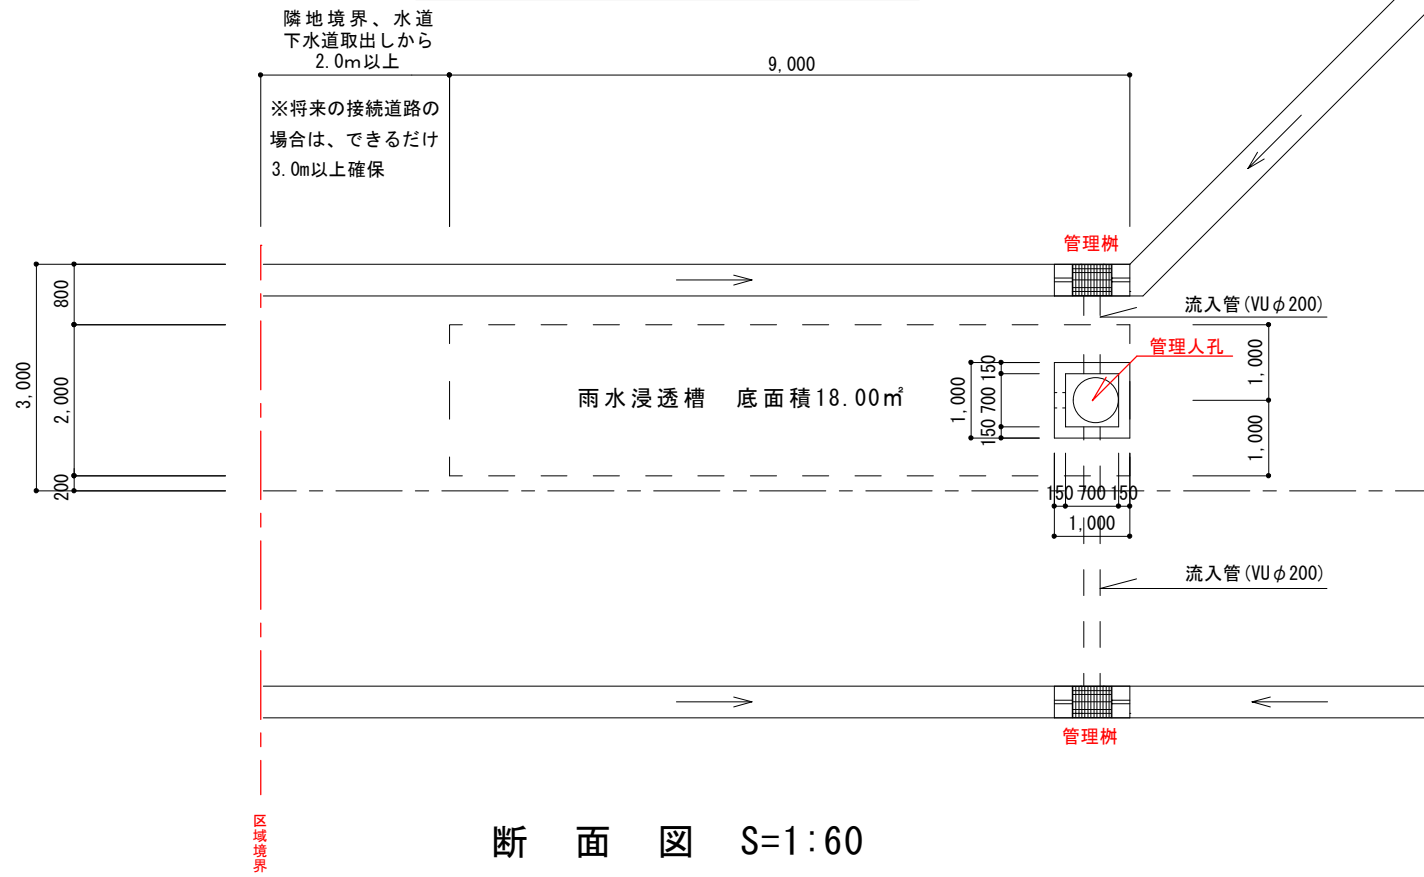 隣地境界、水道
下水道取出しから
2.0m以上
9,000
※将来の接続道路の
場合は、できるだけ
3.0m以上確保
管理桝
流入管(VUφ200)
管理人孔
3,000
800
2,000
200
雨水浸透槽 底面積18.00㎡
1,000
150
700
150
1,000
1,000
150 700 150
1,000
流入管(VUφ200)
管理桝
区域境界
断 面 図 S=1:60